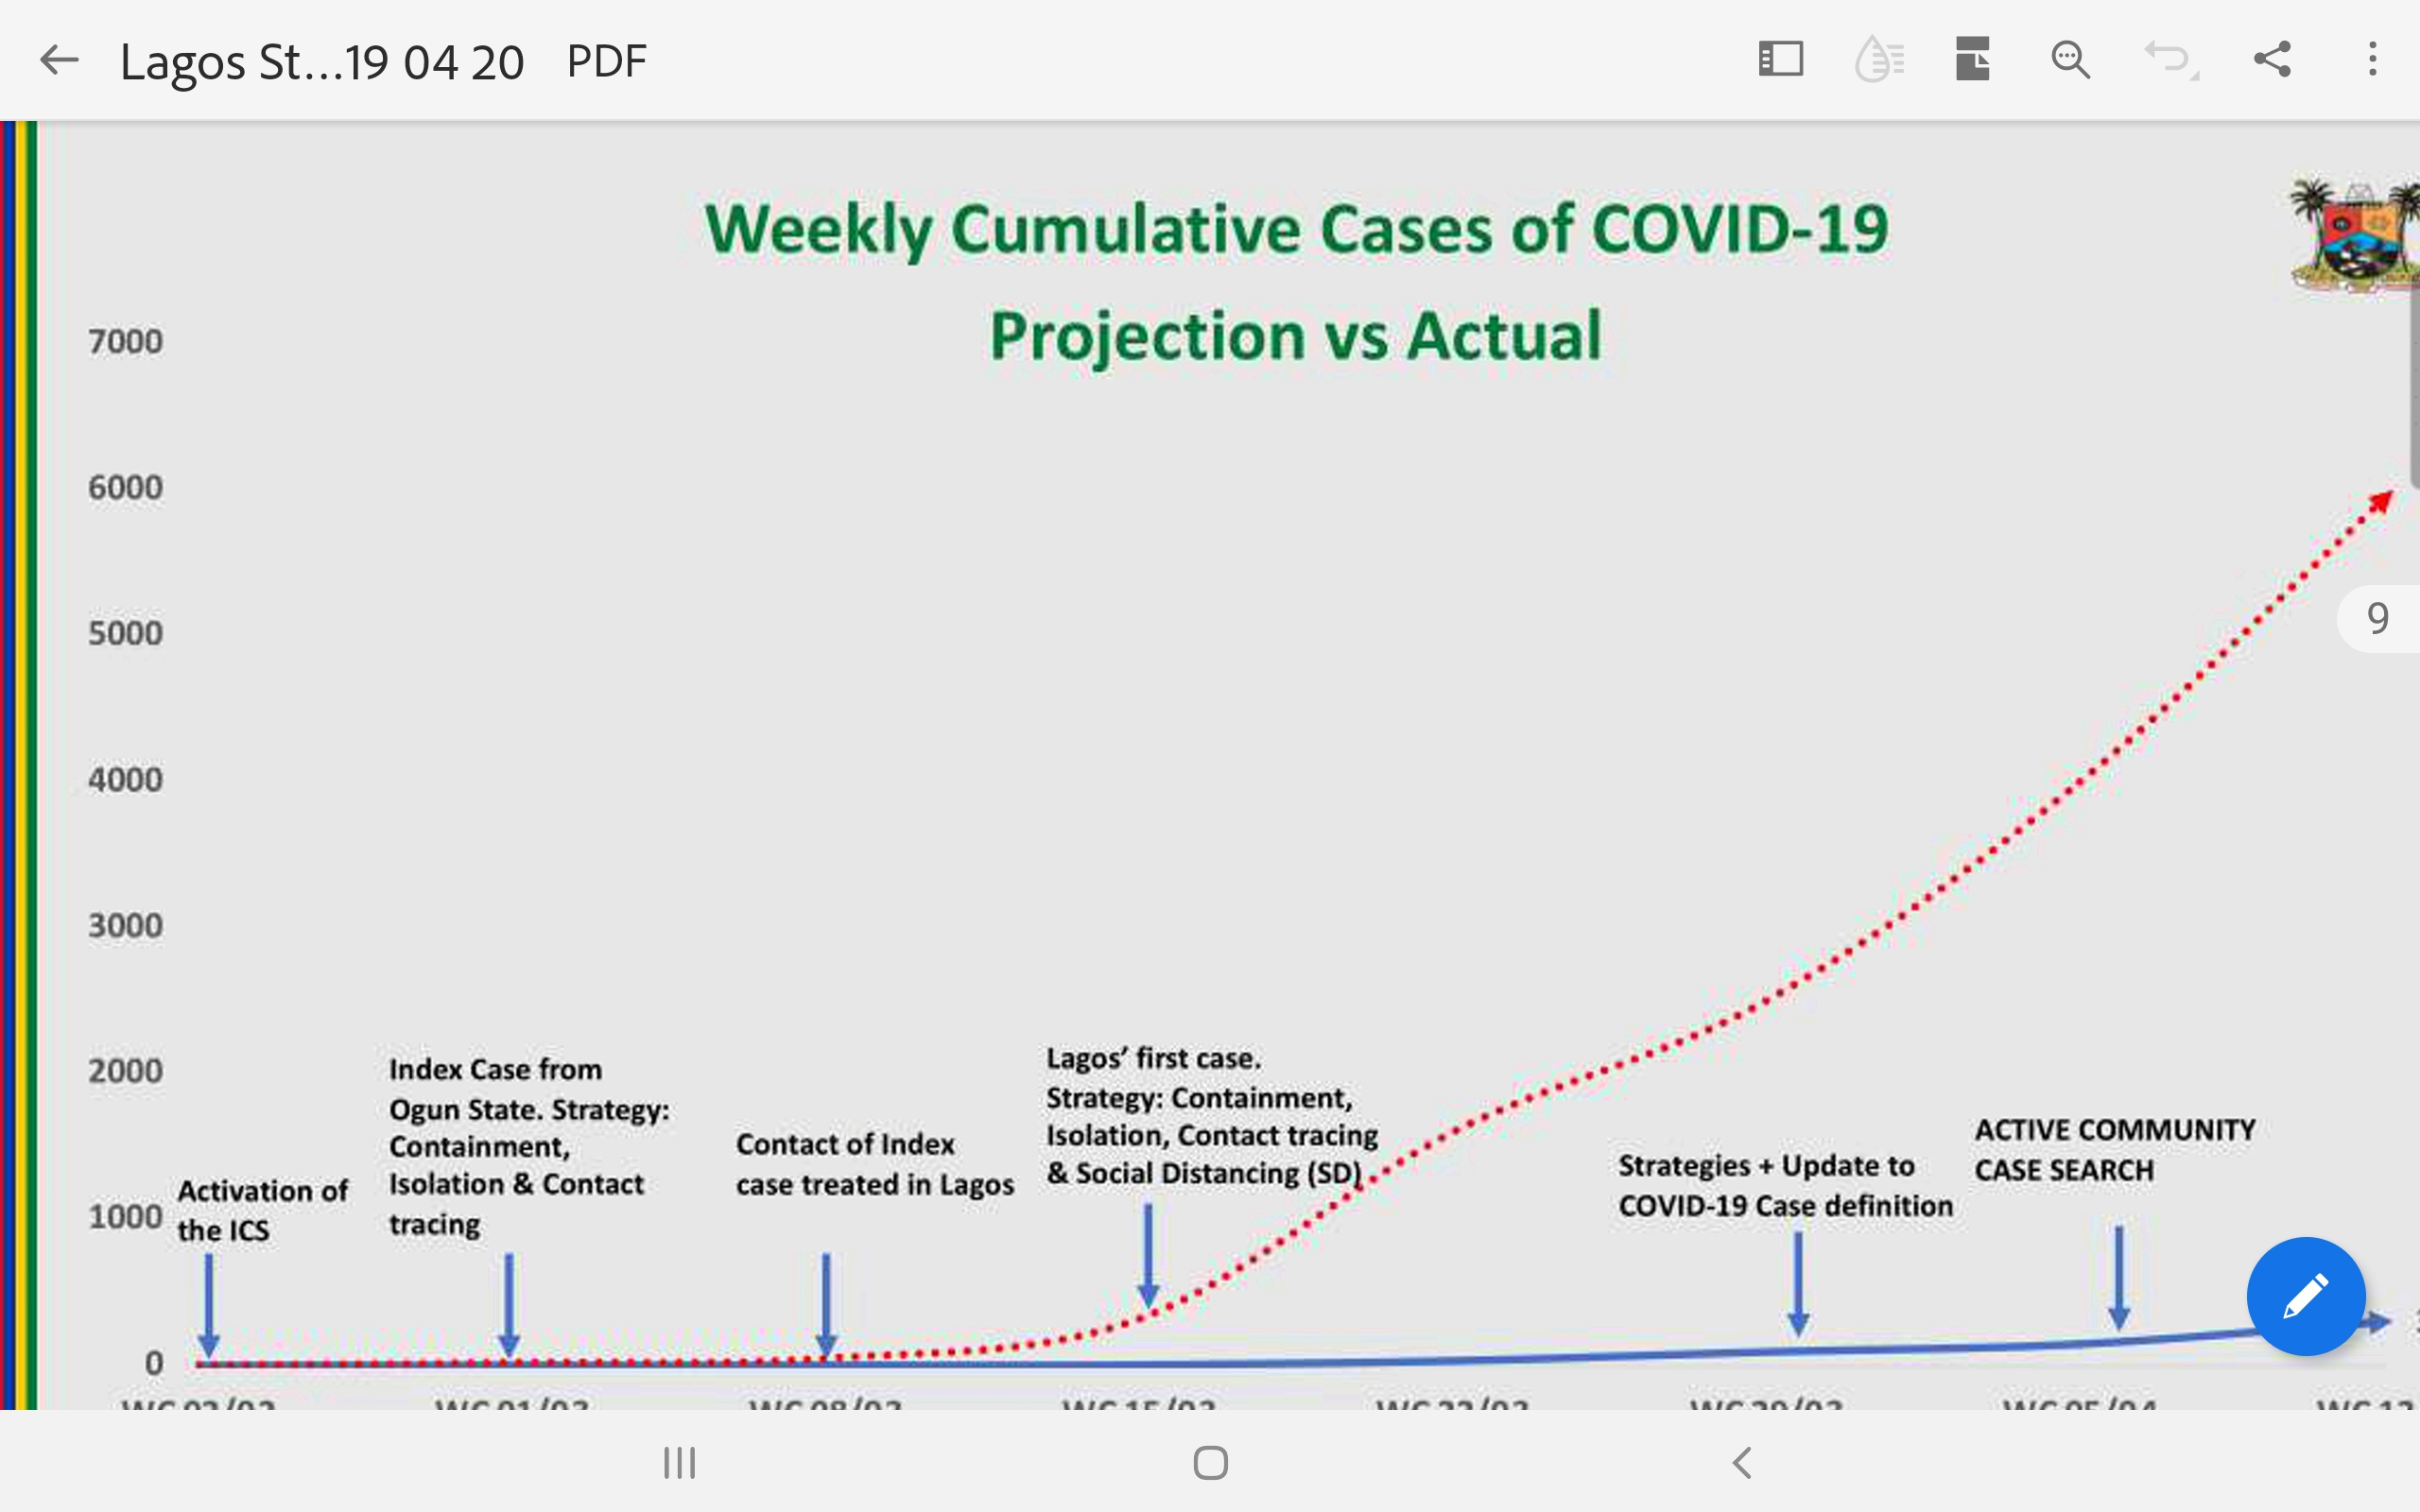 Lagos St...19 04 20 PDF
Weekly Cumulative Cases of COVID-19
Projection vs Actual
7000
6000
5000
4000
3000
2000
1000
0
9
Activation of
the ICS
Index Case from
Ogun State. Strategy:
Containment,
Isolation & Contact
tracing
Contact of Index
case treated in Lagos
Lagos’ first case.
Strategy: Containment,
Isolation, Contact tracing
& Social Distancing (SD)
Strategies + Update to
COVID-19 Case definition
ACTIVE COMMUNITY
CASE SEARCH